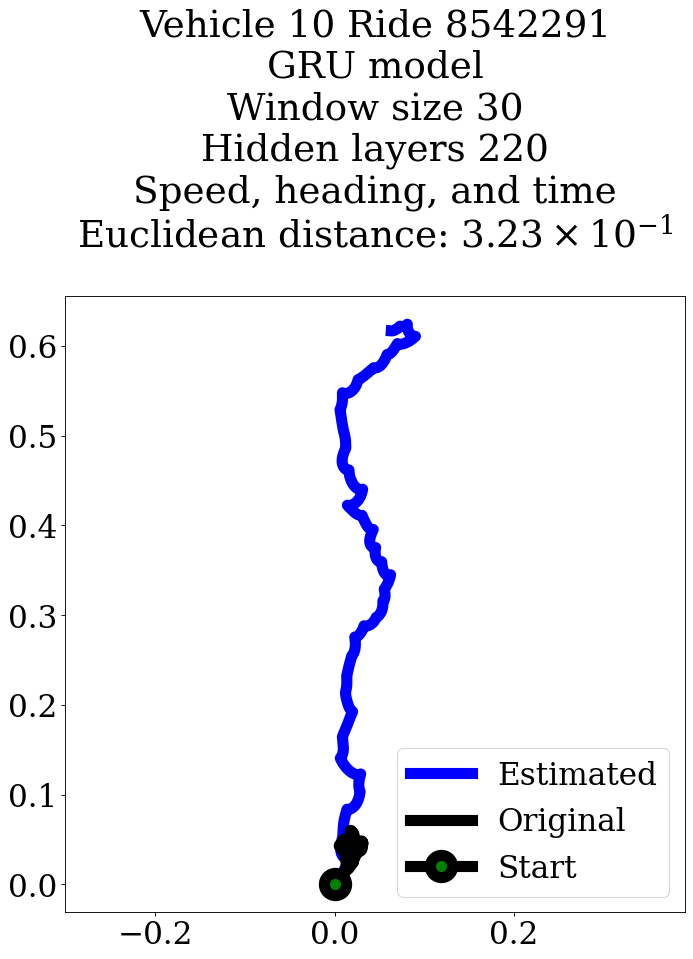 Vehicle 10 Ride 8542291
GRU model
Window size 30
Hidden layers 220
Speed, heading, and time
Euclidean distance: 3.23 × 10⁻¹
0.6
0.5
0.4
0.3
0.2
0.1
0.0
Estimated
Original
Start
−0.2
0.0
0.2